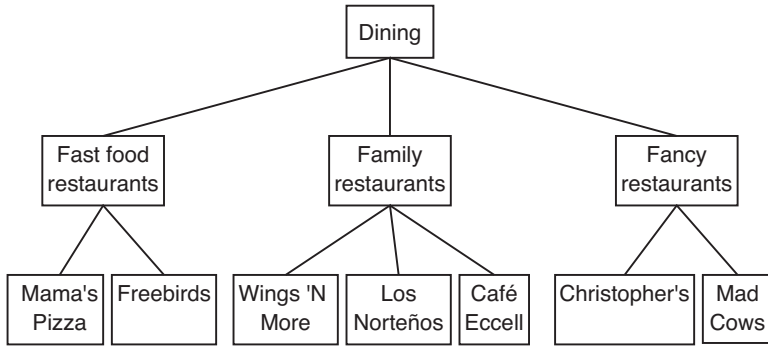 Dining
Fast food
restaurants
Family
restaurants
Fancy
restaurants
Mama's
Pizza
Freebirds
Wings 'N
More
Los
Norteños
Café
Eccell
Christopher's
Mad
Cows